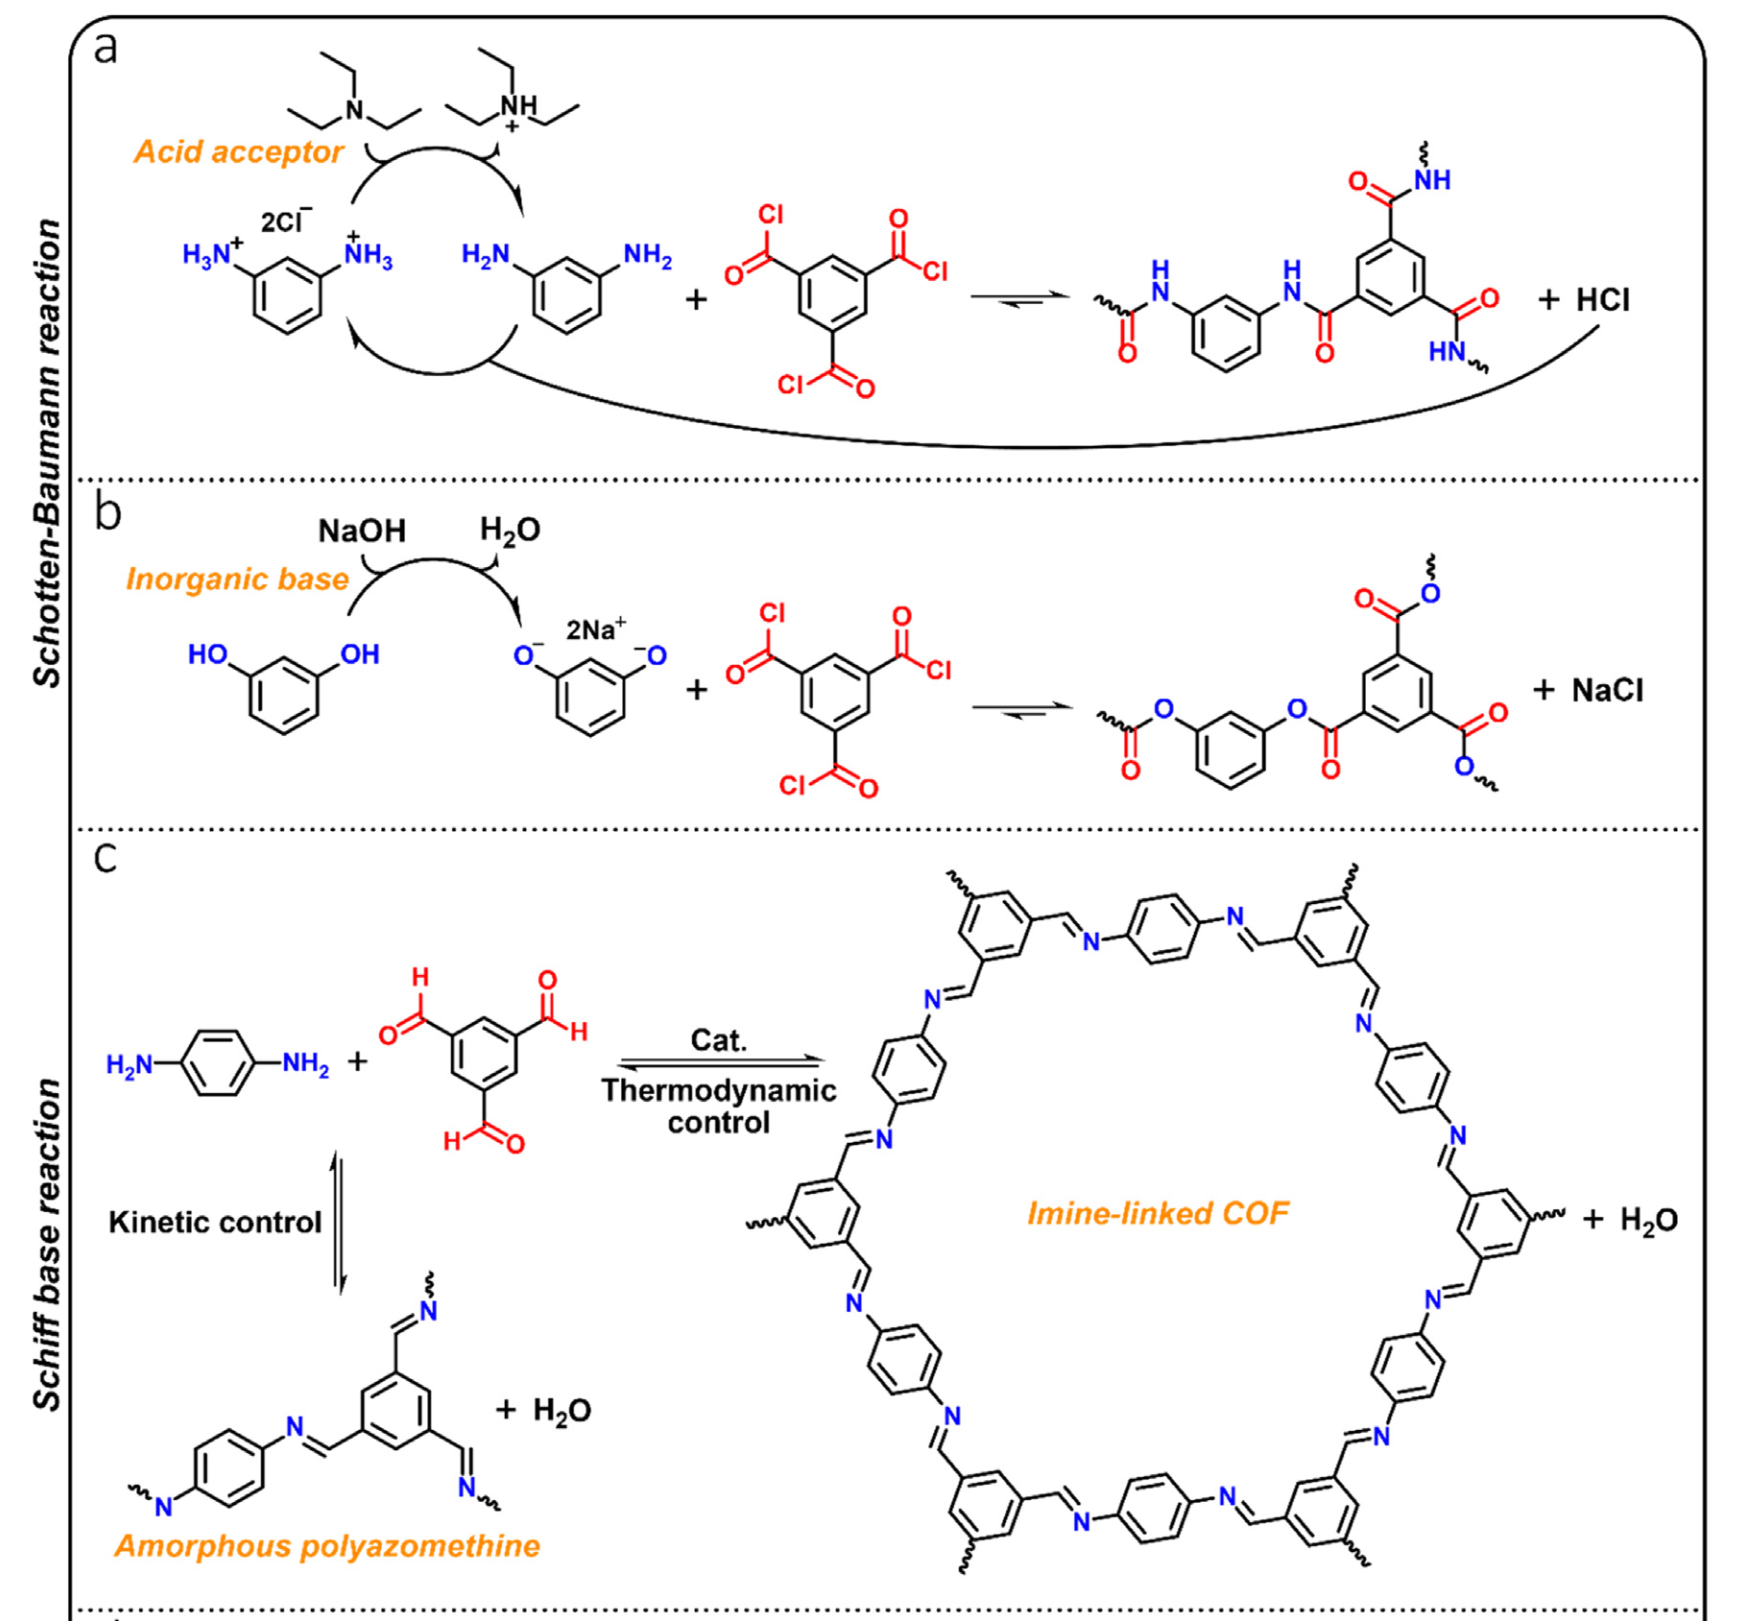 Schotten-Baumann reaction
a
N
NH
+
Acid acceptor
2Cl⁻
H₃N⁺
⁺NH₃
H₂N
NH₂
+
Cl
O
O
Cl
Cl
O
O
NH
H
N
O
H
N
O
O
HN
+ HCl
b
NaOH
H₂O
Inorganic base
HO
OH
2Na⁺
O⁻
⁻O
+
Cl
O
O
Cl
Cl
O
O
O
O
O
O
O
O
O
+ NaCl
Schiff base reaction
c
H₂N
NH₂
+
H
O
O
H
H
O
Cat.
Thermodynamic
control
N
N
N
N
N
N
N
N
N
N
N
N
Imine-linked COF
+ H₂O
Kinetic control
N
N
N
N
+ H₂O
Amorphous polyazomethine